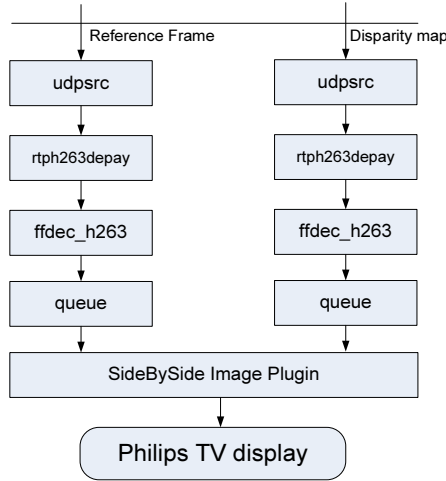 Reference Frame
Disparity map
udpsrc
udpsrc
rtph263depay
rtph263depay
ffdec_h263
ffdec_h263
queue
queue
SideBySide Image Plugin
Philips TV display